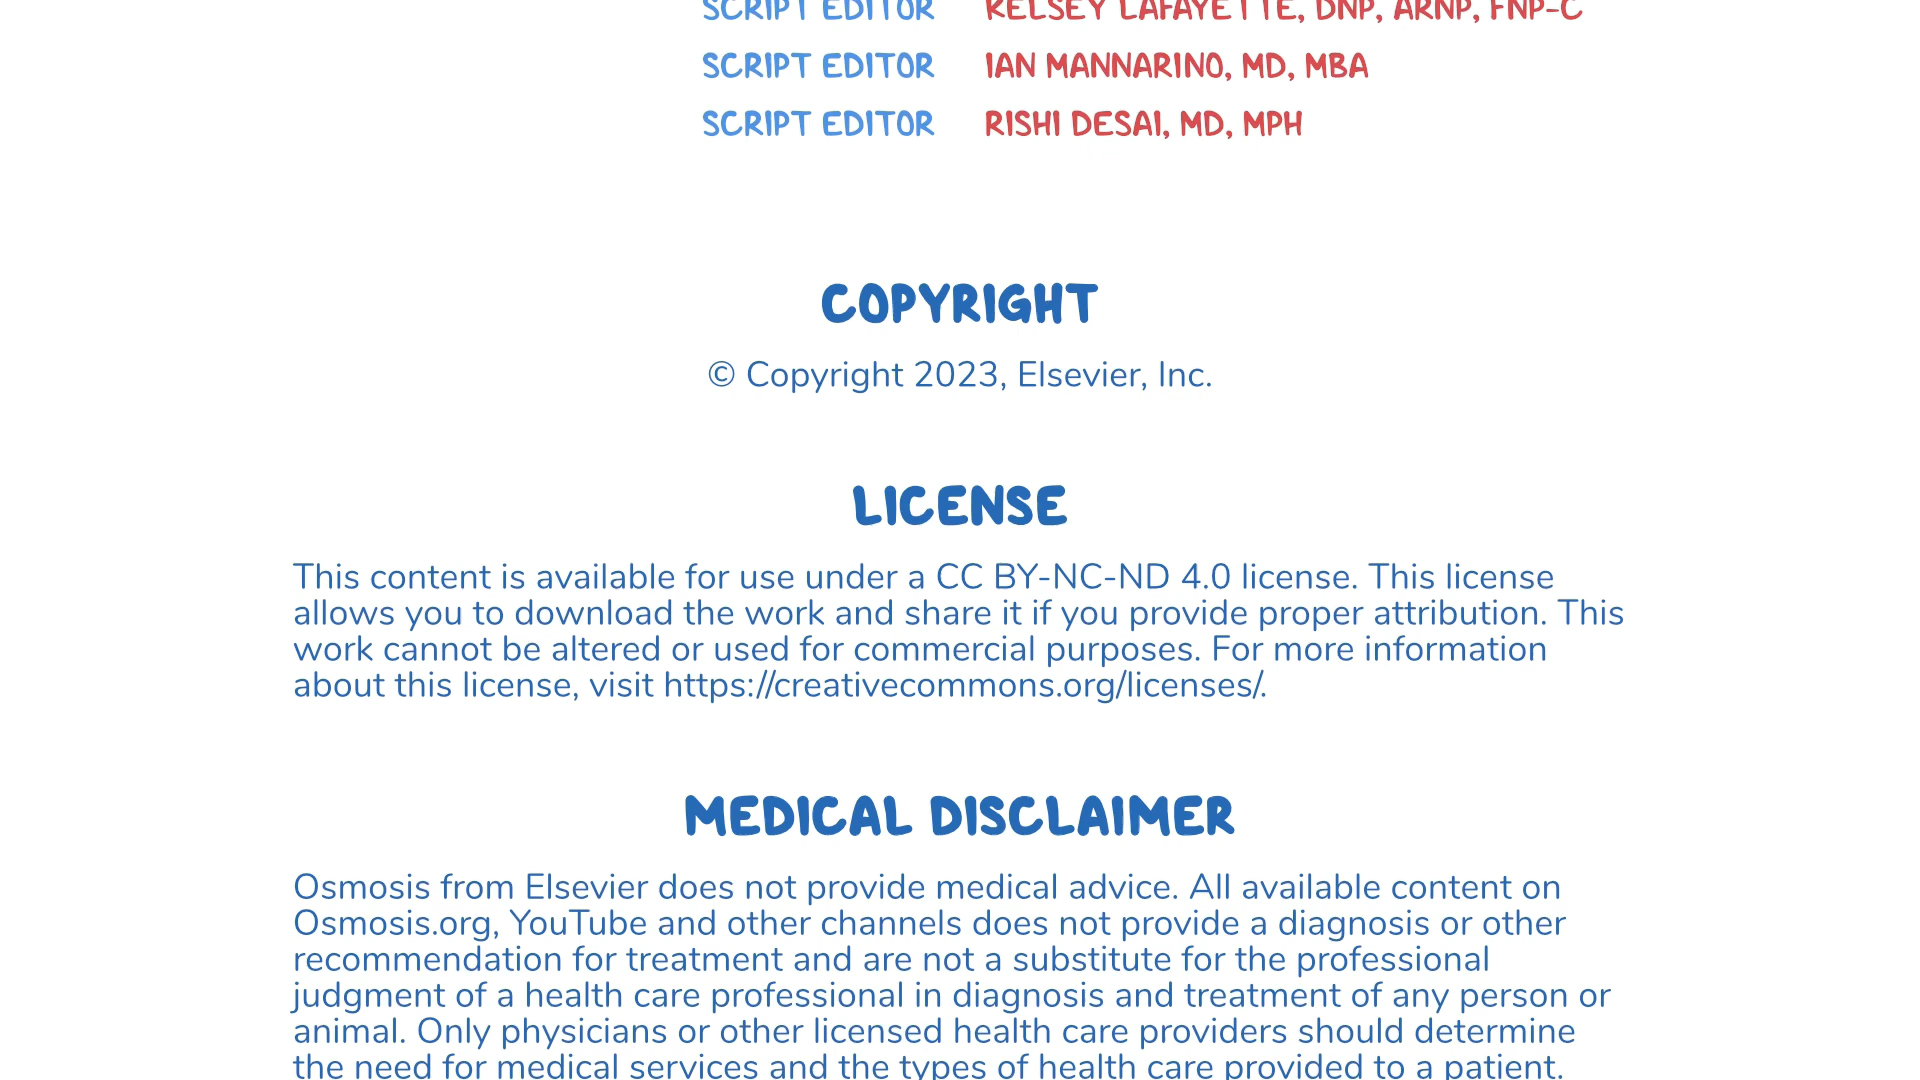 SCRIPT EDITOR KELSEY LAFAYETTE, DNP, ARNP, FNP-C
SCRIPT EDITOR IAN MANNARINO, MD, MBA
SCRIPT EDITOR RISHI DESAI, MD, MPH
COPYRIGHT
© Copyright 2023, Elsevier, Inc.
LICENSE
This content is available for use under a CC BY-NC-ND 4.0 license. This license
allows you to download the work and share it if you provide proper attribution. This
work cannot be altered or used for commercial purposes. For more information
about this license, visit https://creativecommons.org/licenses/.
MEDICAL DISCLAIMER
Osmosis from Elsevier does not provide medical advice. All available content on
Osmosis.org, YouTube and other channels does not provide a diagnosis or other
recommendation for treatment and are not a substitute for the professional
judgment of a health care professional in diagnosis and treatment of any person or
animal. Only physicians or other licensed health care providers should determine
the need for medical services and the types of health care provided to a patient.